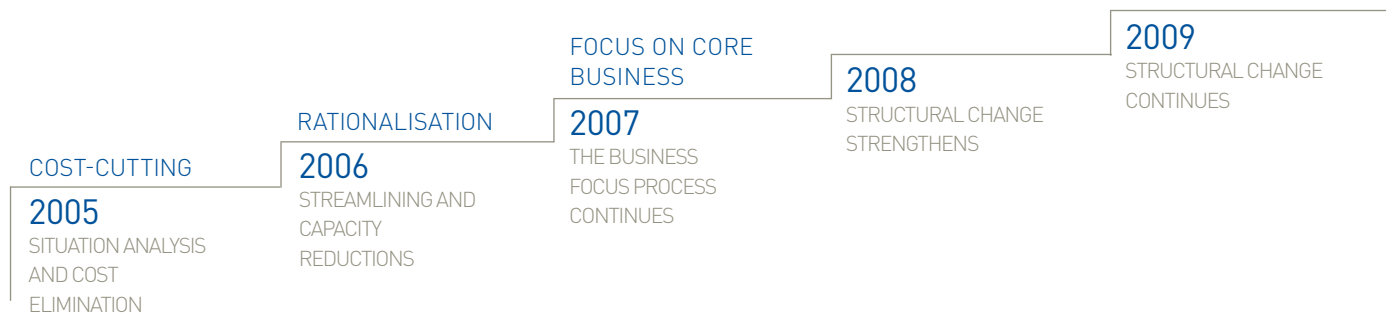 COST-CUTTING
2005
SITUATION ANALYSIS
AND COST
ELIMINATION
RATIONALISATION
2006
STREAMLINING AND
CAPACITY
REDUCTIONS
FOCUS ON CORE
BUSINESS
2007
THE BUSINESS
FOCUS PROCESS
CONTINUES
2008
STRUCTURAL CHANGE
STRENGTHENS
2009
STRUCTURAL CHANGE
CONTINUES